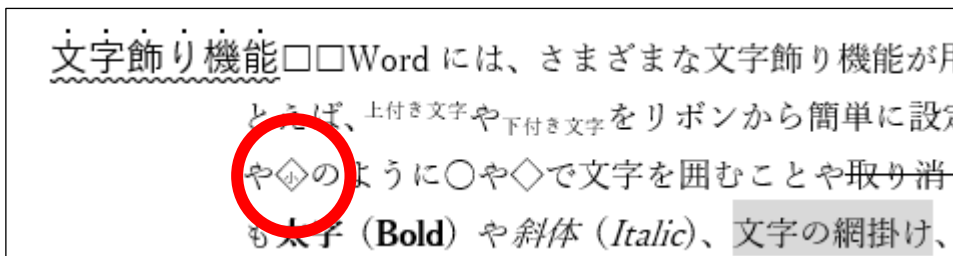 文字飾り機能□□Word には、さまざまな文字飾り機能が
とえば、上付き文字や下付き文字をリボンから簡単に設定
や小のように○や◇で文字を囲むことや取り消
も太字（Bold）や斜体（Italic）、文字の網掛け、